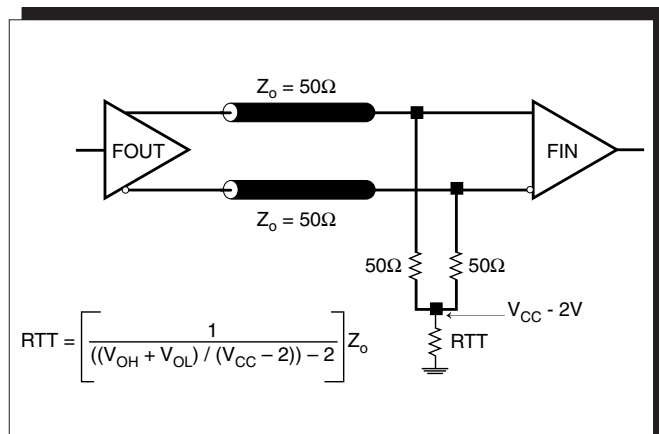 Zo = 50Ω
FOUT
FIN
Zo = 50Ω
50Ω 50Ω
VCC - 2V
RTT
RTT = [ 1 / ((VOH + VOL) / (VCC – 2)) – 2 ] Zo